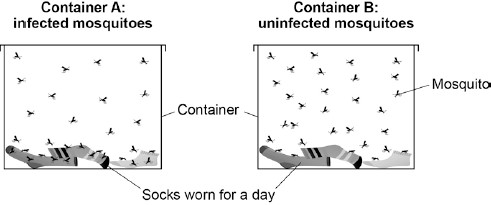 Container A:
infected mosquitoes
Container B:
uninfected mosquitoes
Mosquito
Container
Socks worn for a day